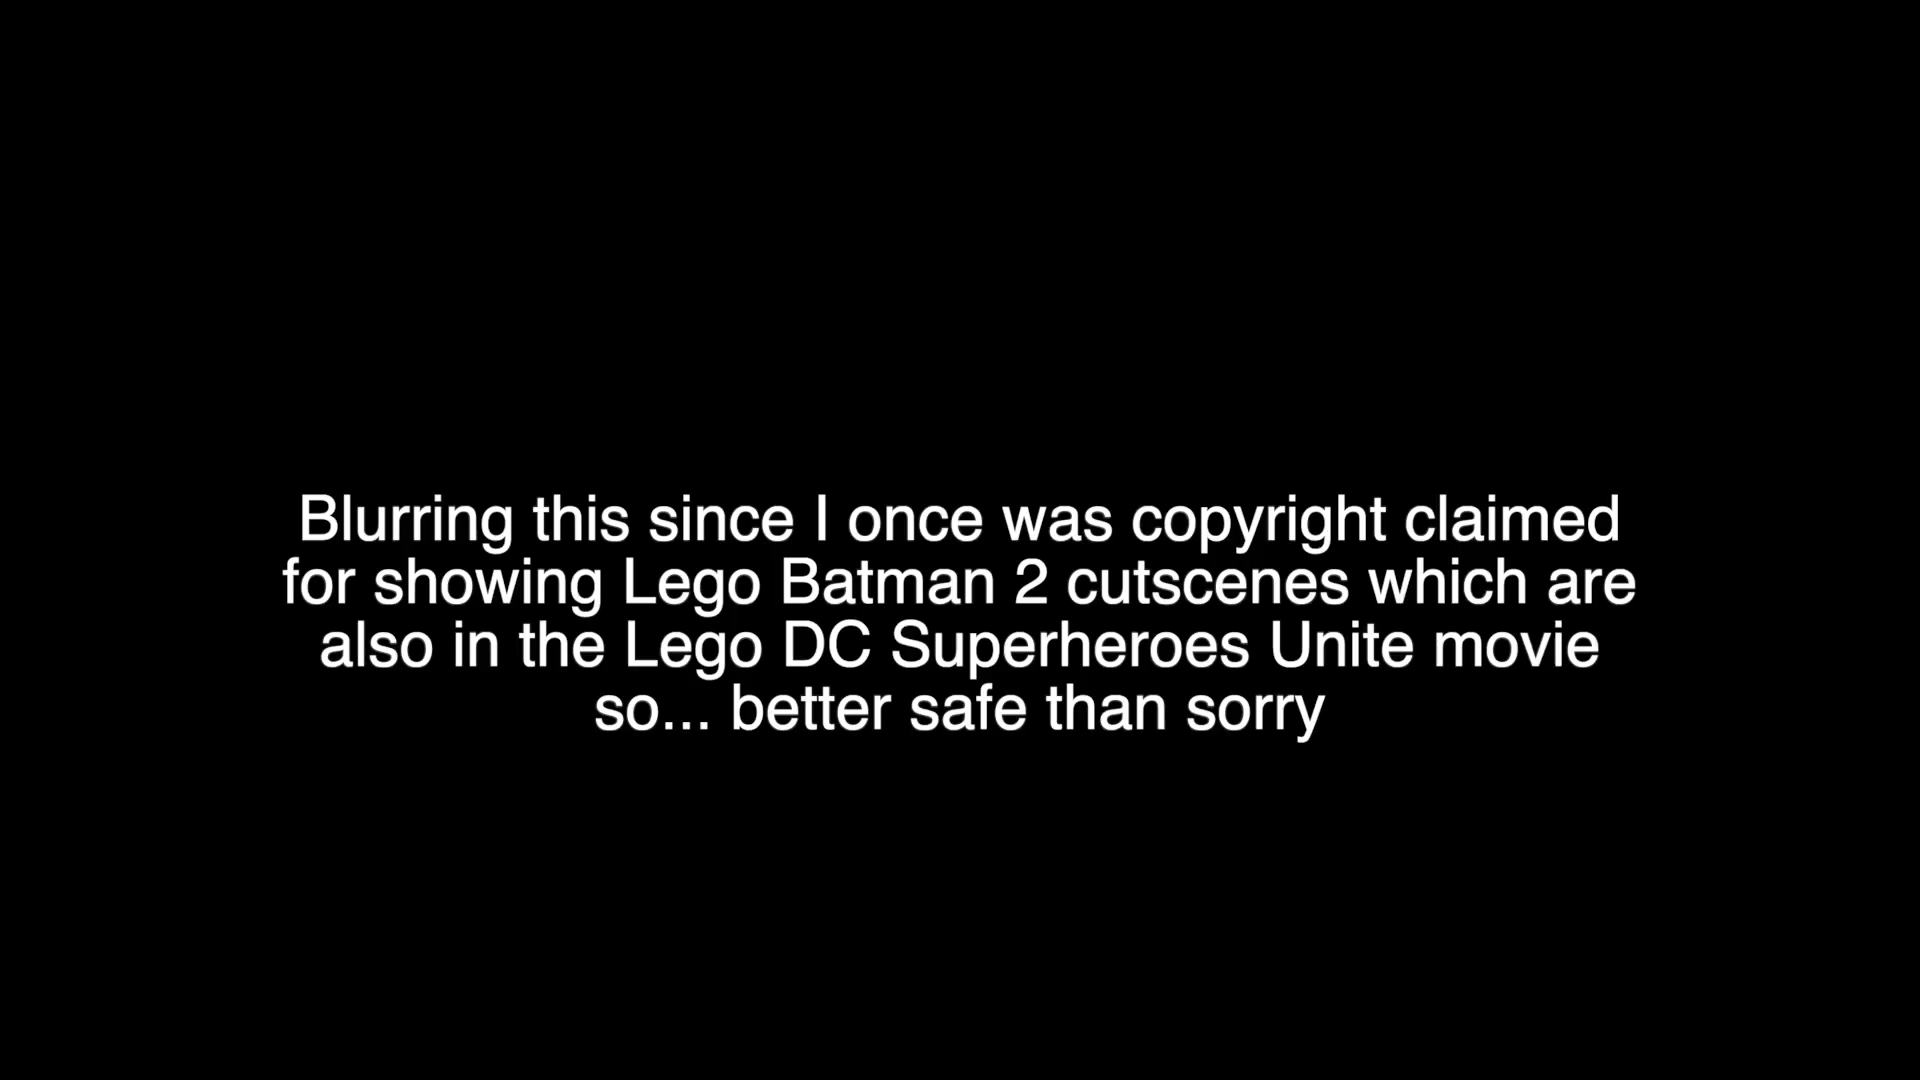 Blurring this since I once was copyright claimed
for showing Lego Batman 2 cutscenes which are
also in the Lego DC Superheroes Unite movie
so... better safe than sorry